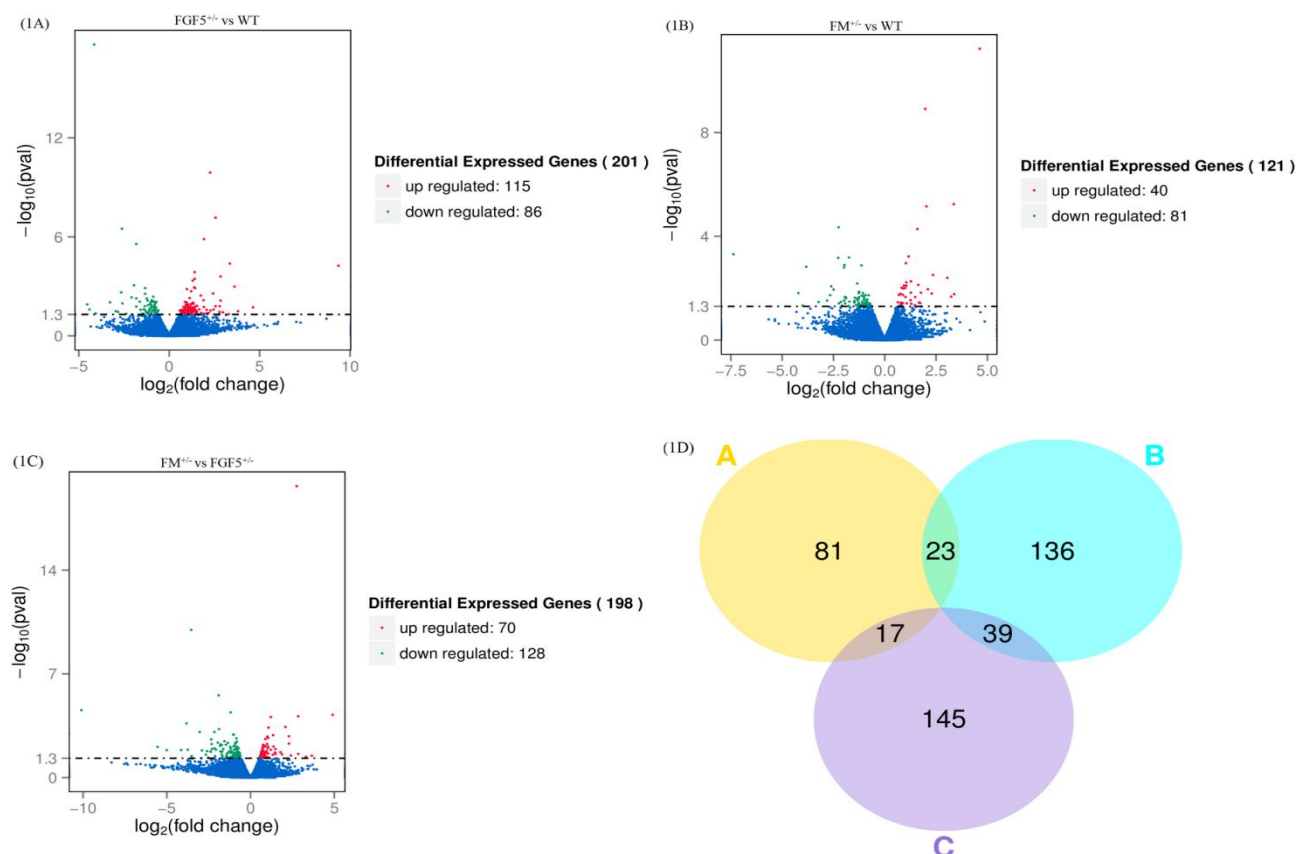 (1A)
FGF5+/- vs WT
−log10(pval)
12
6
1.3
0
−5
0
5
10
log2(fold change)
Differential Expressed Genes ( 201 )
up regulated: 115
down regulated: 86
(1B)
FM+/- vs WT
−log10(pval)
8
4
1.3
0
−7.5
−5.0
−2.5
0.0
2.5
5.0
log2(fold change)
Differential Expressed Genes ( 121 )
up regulated: 40
down regulated: 81
(1C)
FM+/- vs FGF5+/-
−log10(pval)
14
7
1.3
0
−10
−5
0
5
log2(fold change)
Differential Expressed Genes ( 198 )
up regulated: 70
down regulated: 128
(1D)
A
B
81
23
136
17
39
145
C